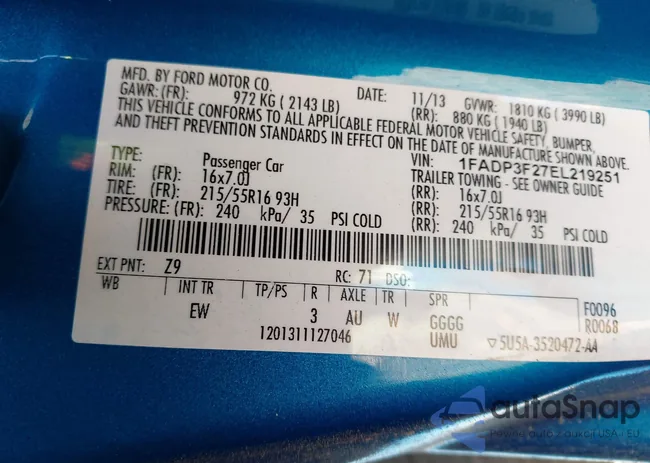 MFD. BY FORD MOTOR CO.
DATE: 11/13 GVWR: 1810 KG (3990 LB)
GAWR: (FR): 972 KG (2143 LB) (RR): 880 KG (1940 LB)
THIS VEHICLE CONFORMS TO ALL APPLICABLE FEDERAL MOTOR VEHICLE SAFETY, BUMPER,
AND THEFT PREVENTION STANDARDS IN EFFECT ON THE DATE OF MANUFACTURE SHOWN ABOVE.
VIN: 1FADP3F27EL219251
TYPE: Passenger Car TRAILER TOWING - SEE OWNER GUIDE
RIM: (FR): 16x7.0J (RR): 16x7.0J
TIRE: (FR): 215/55R16 93H (RR): 215/55R16 93H
PRESSURE: (FR): 240 kPa/ 35 PSI COLD (RR): 240 kPa/ 35 PSI COLD
EXT PNT: Z9 RC: 71 DSO:
WB INT TR TP/PS R AXLE TR SPR F0096
EW 3 AU W GGGG R0068
1201311127046 UMU ▽5U5A-3520472-AA
autoSnap